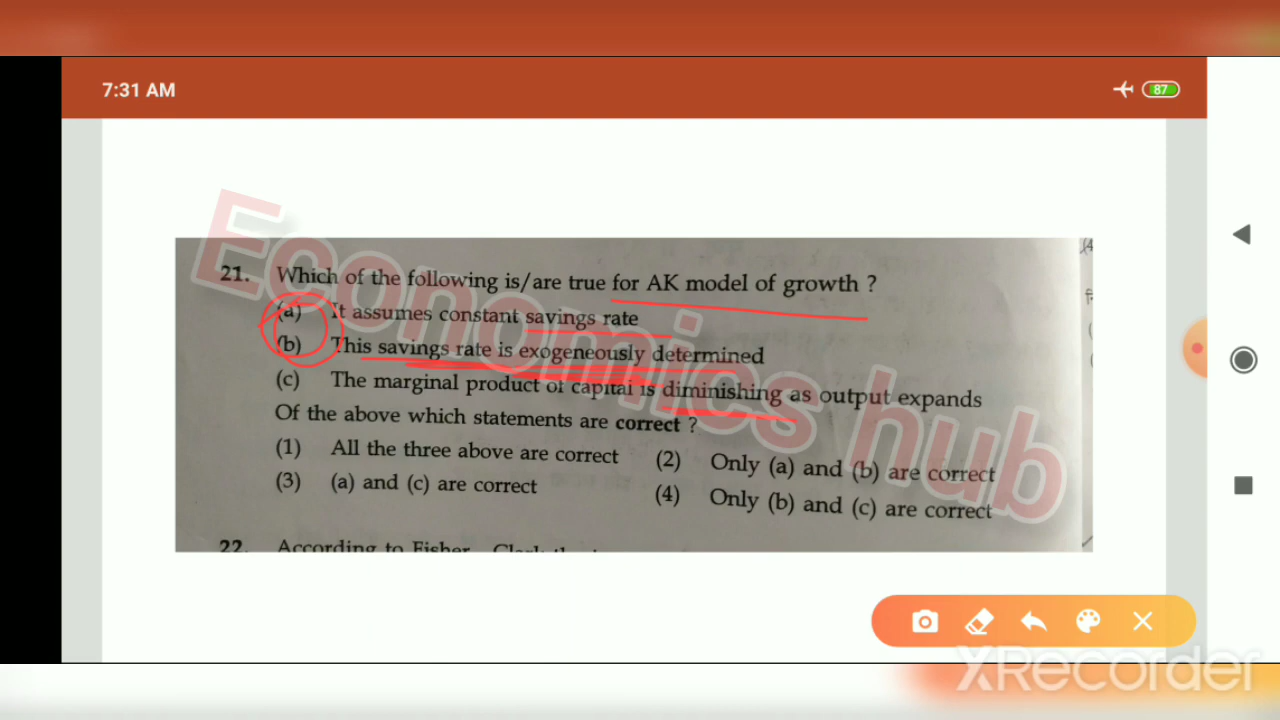 7:31 AM
87
Economics hub
21. Which of the following is/are true for AK model of growth ?
(a) It assumes constant savings rate
(b) This savings rate is exogeneously determined
(c) The marginal product of capital is diminishing as output expands
Of the above which statements are correct ?
(1) All the three above are correct (2) Only (a) and (b) are correct
(3) (a) and (c) are correct (4) Only (b) and (c) are correct
22. According to Fisher
XRecorder